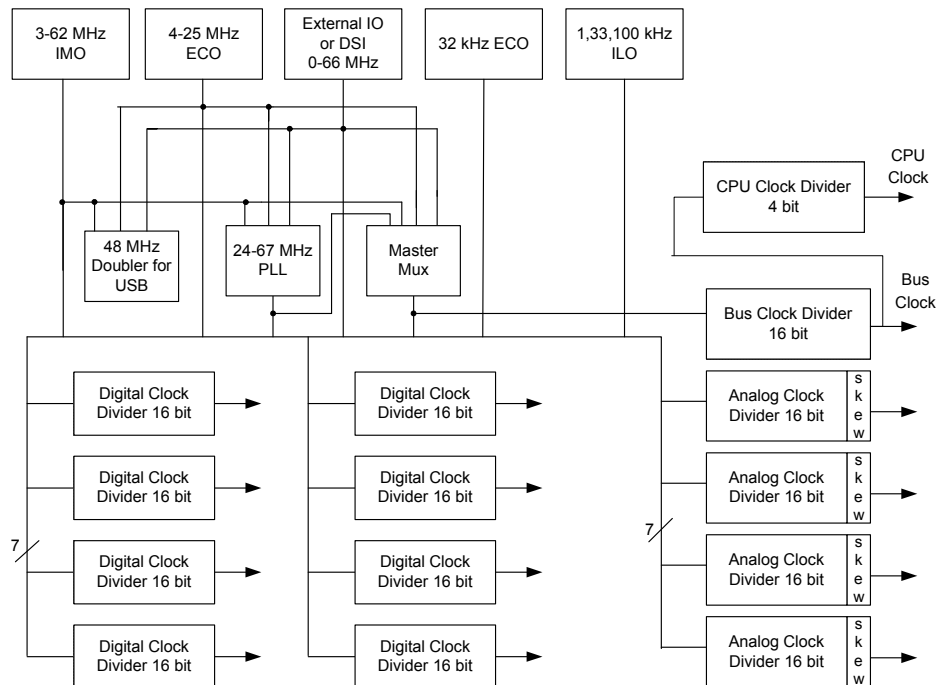 3-62 MHz
IMO
4-25 MHz
ECO
External IO
or DSI
0-66 MHz
32 kHz ECO
1,33,100 kHz
ILO
CPU
Clock
CPU Clock Divider
4 bit
48 MHz
Doubler for
USB
24-67 MHz
PLL
Master
Mux
Bus
Clock
Bus Clock Divider
16 bit
Digital Clock
Divider 16 bit
Digital Clock
Divider 16 bit
Analog Clock
Divider 16 bit
s
k
e
w
Digital Clock
Divider 16 bit
Digital Clock
Divider 16 bit
Analog Clock
Divider 16 bit
s
k
e
w
7
7
Digital Clock
Divider 16 bit
Digital Clock
Divider 16 bit
Analog Clock
Divider 16 bit
s
k
e
w
Digital Clock
Divider 16 bit
Digital Clock
Divider 16 bit
Analog Clock
Divider 16 bit
s
k
e
w